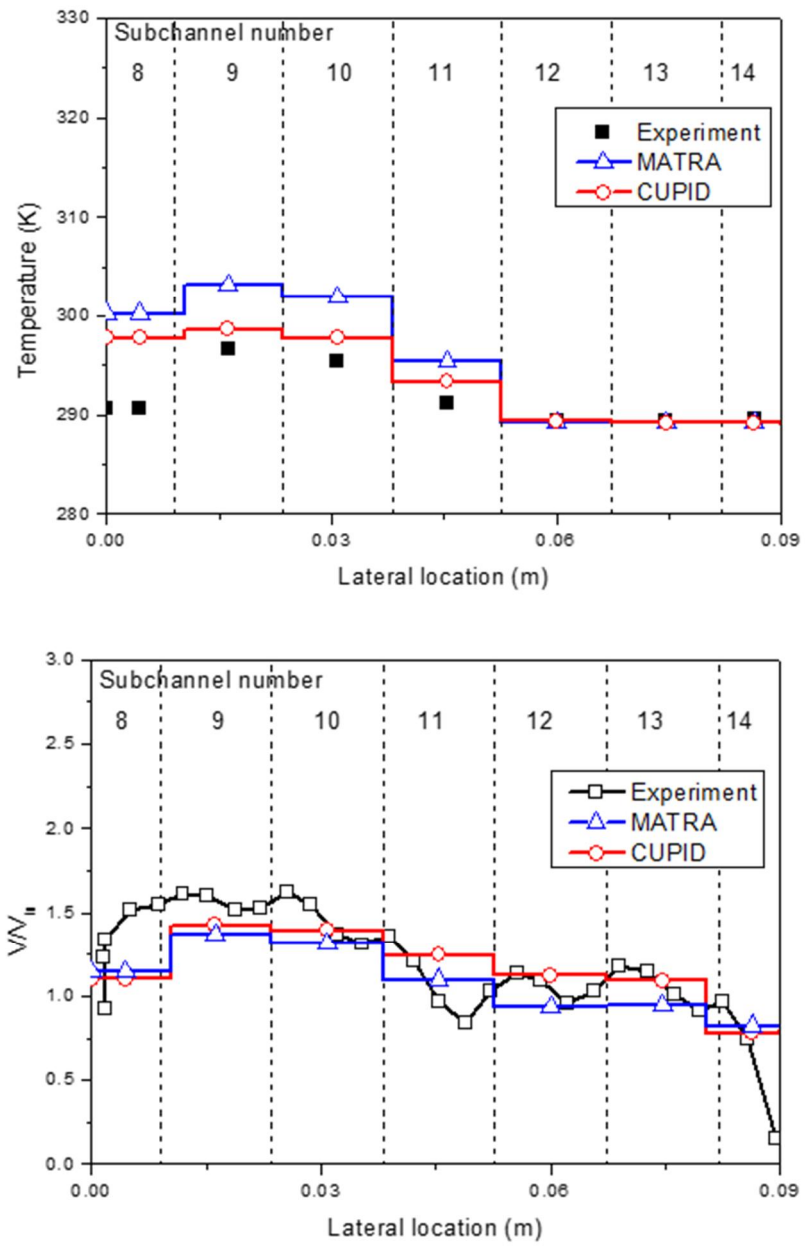 330
320
310
300
290
280
Temperature (K)
Subchannel number
8 9 10 11 12 13 14
Experiment
MATRA
CUPID
0.00 0.03 0.06 0.09
Lateral location (m)
3.0
2.5
2.0
1.5
1.0
0.5
0.0
Subchannel number
8 9 10 11 12 13 14
Experiment
MATRA
CUPID
0.00 0.03 0.06 0.09
Lateral location (m)